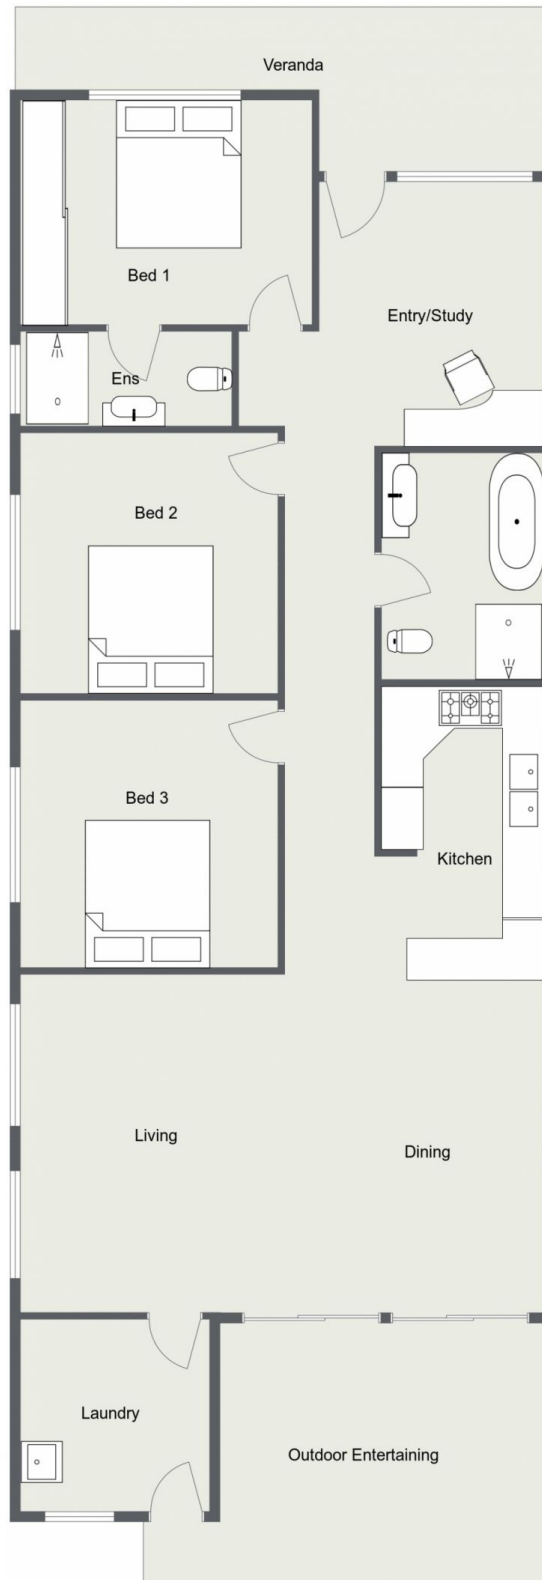 Veranda
Bed 1
Entry/Study
Ens
Bed 2
Bed 3
Kitchen
Living
Dining
Laundry
Outdoor Entertaining